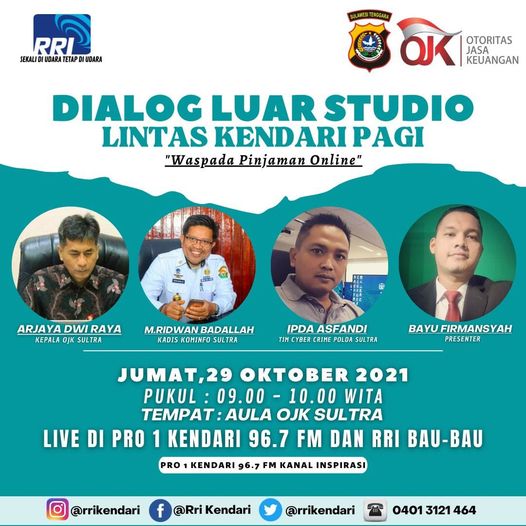 RRI
SEKALI DI UDARA TETAP DI UDARA
SULAWESI TENGGARA
OJK
OTORITAS
JASA
KEUANGAN
DIALOG LUAR STUDIO
LINTAS KENDARI PAGI
"Waspada Pinjaman Online"
ARJAYA DWI RAYA
KEPALA OJK SULTRA
M.RIDWAN BADALLAH
KADIS KOMINFO SULTRA
IPDA ASFANDI
TIM CYBER CRIME POLDA SULTRA
BAYU FIRMANSYAH
PRESENTER
JUMAT,29 OKTOBER 2021
PUKUL : 09.00 - 10.00 WITA
TEMPAT : AULA OJK SULTRA
LIVE DI PRO 1 KENDARI 96.7 FM DAN RRI BAU-BAU
PRO 1 KENDARI 96.7 FM KANAL INSPIRASI
@rrikendari
@Rri Kendari
@rrikendari
0401 3121 464